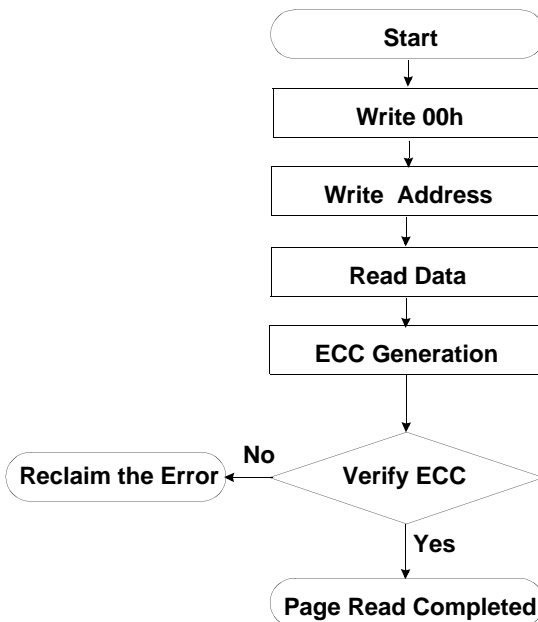 Start
Write 00h
Write Address
Read Data
ECC Generation
Verify ECC
No
Reclaim the Error
Yes
Page Read Completed